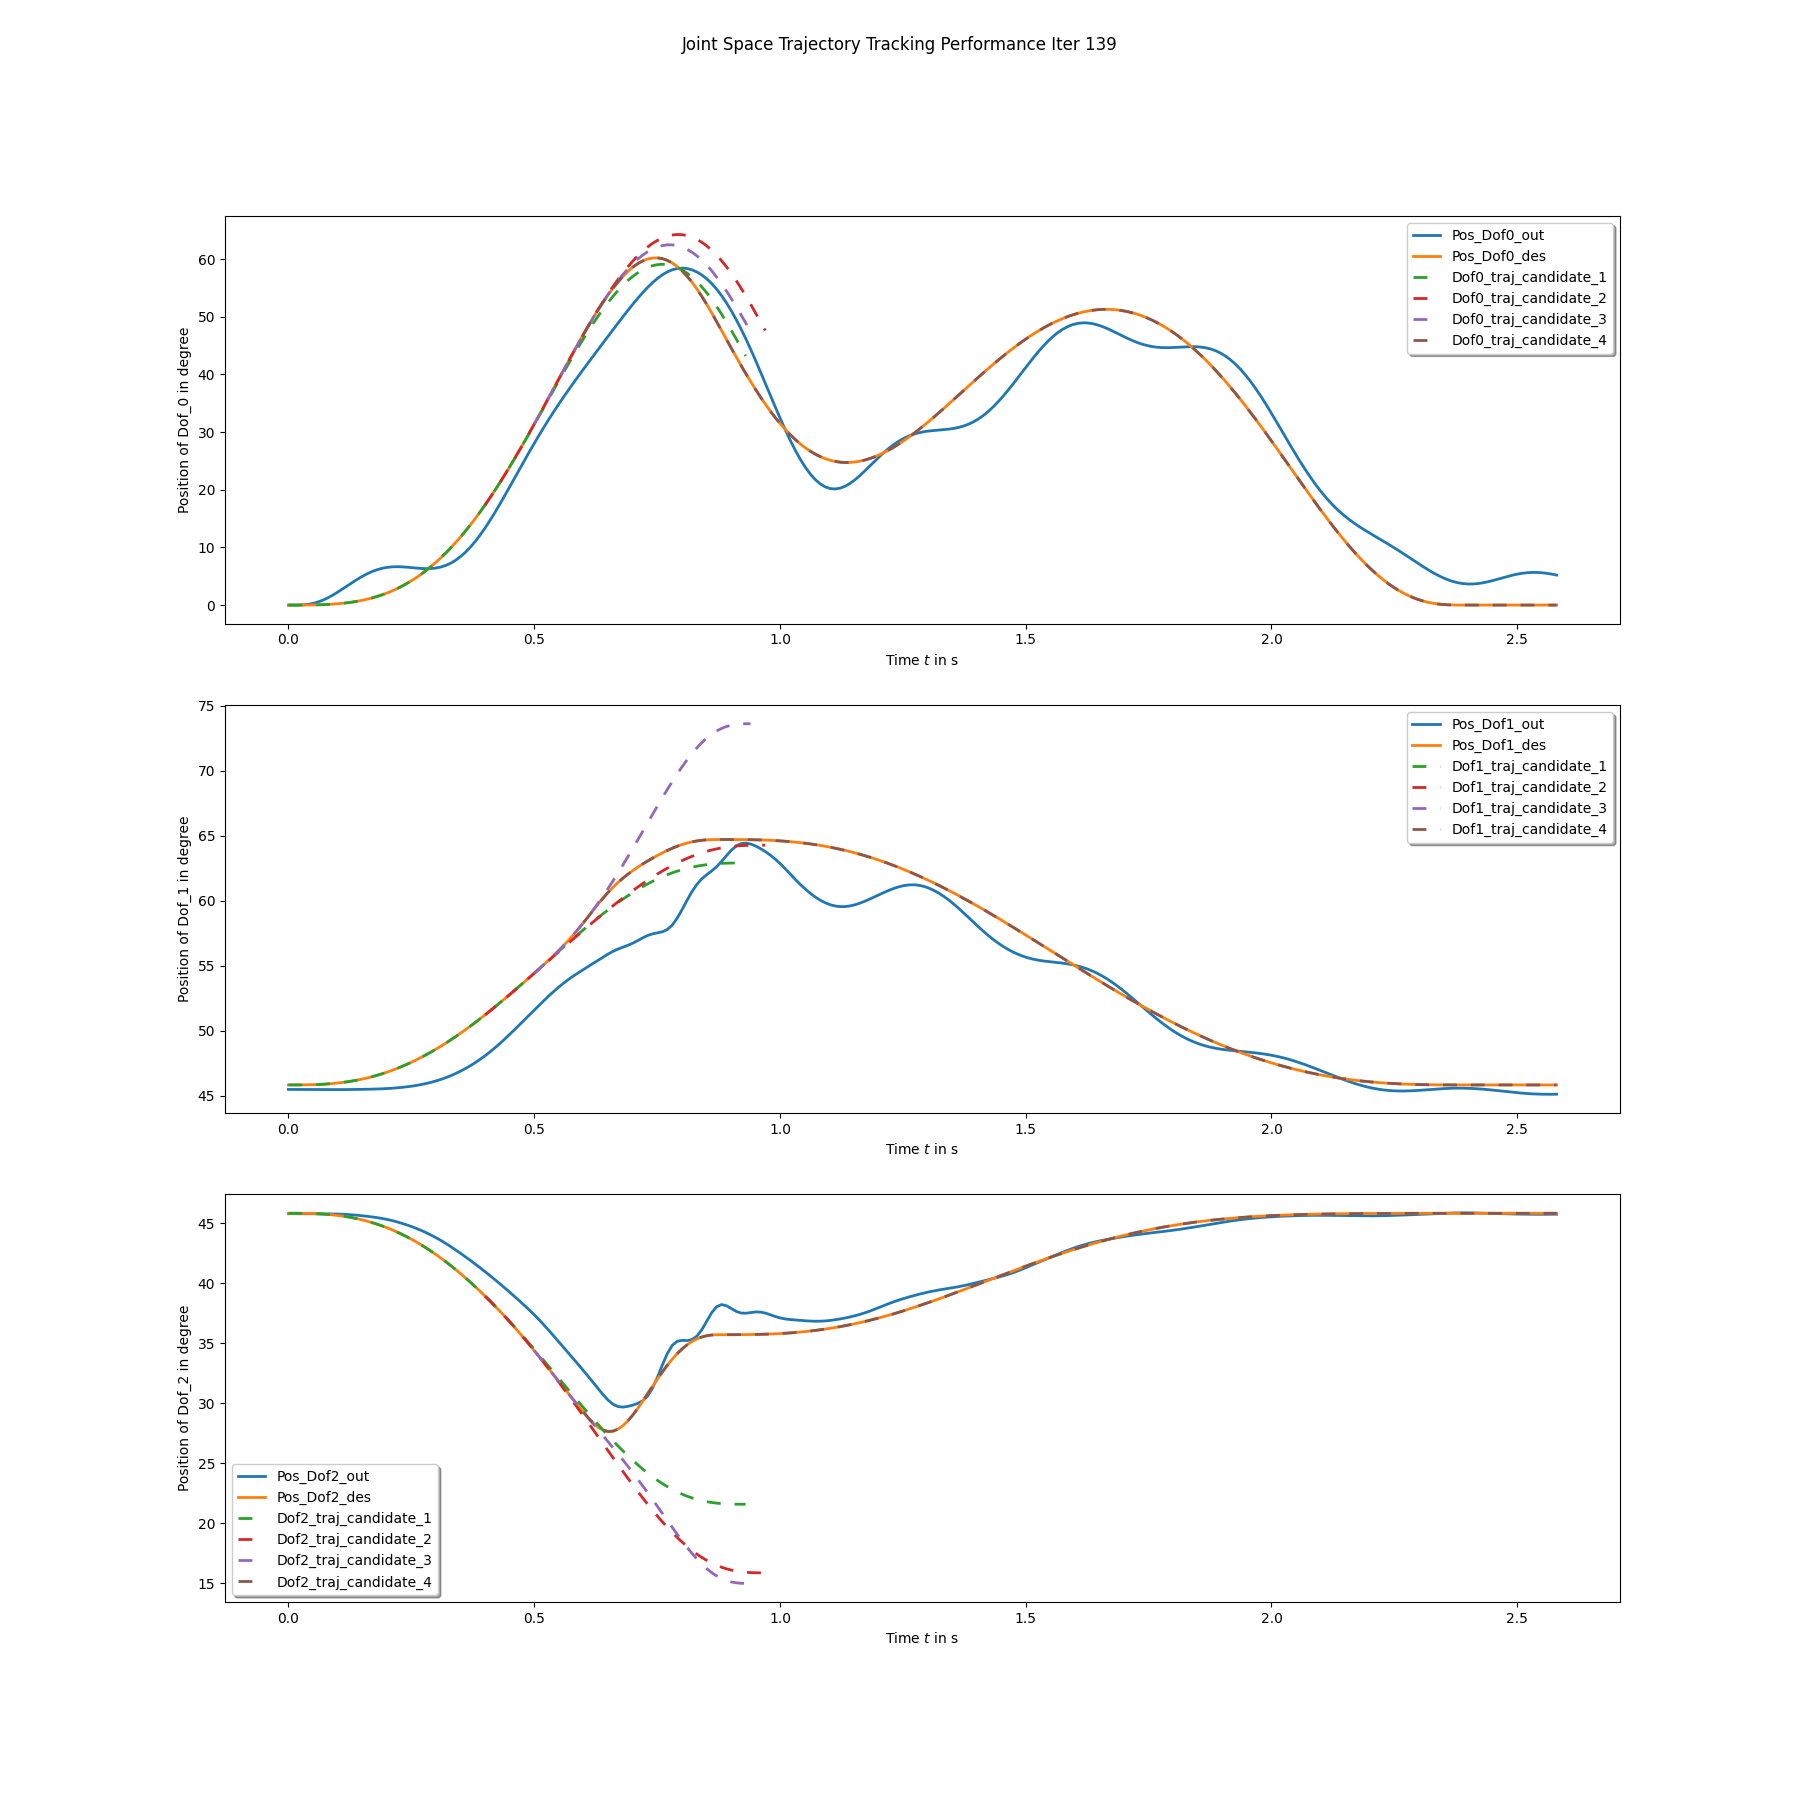 Joint Space Trajectory Tracking Performance Iter 139
Position of Dof_0 in degree
60
50
40
30
20
10
0
Pos_Dof0_out
Pos_Dof0_des
Dof0_traj_candidate_1
Dof0_traj_candidate_2
Dof0_traj_candidate_3
Dof0_traj_candidate_4
0.0 0.5 1.0 1.5 2.0 2.5
Time t in s
Position of Dof_1 in degree
75
70
65
60
55
50
45
Pos_Dof1_out
Pos_Dof1_des
Dof1_traj_candidate_1
Dof1_traj_candidate_2
Dof1_traj_candidate_3
Dof1_traj_candidate_4
0.0 0.5 1.0 1.5 2.0 2.5
Time t in s
Position of Dof_2 in degree
45
40
35
30
25
20
15
Pos_Dof2_out
Pos_Dof2_des
Dof2_traj_candidate_1
Dof2_traj_candidate_2
Dof2_traj_candidate_3
Dof2_traj_candidate_4
0.0 0.5 1.0 1.5 2.0 2.5
Time t in s